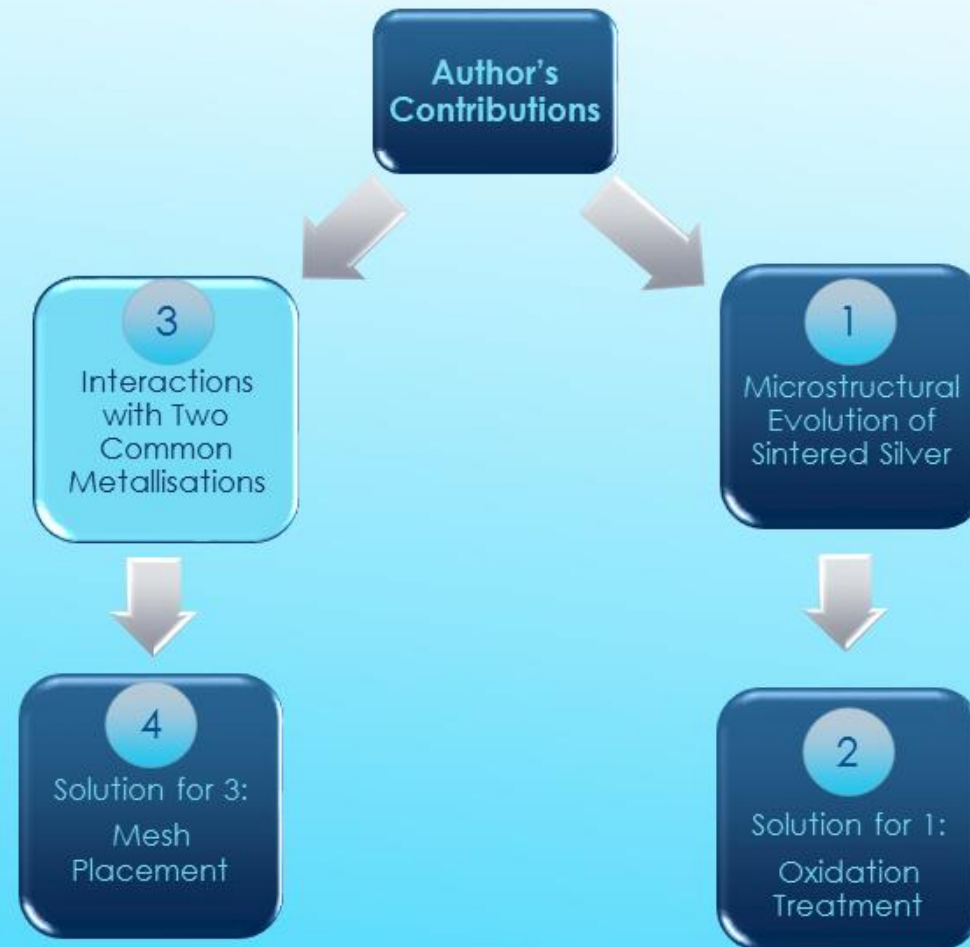 Author's
Contributions
3
Interactions
with Two
Common
Metallisations
1
Microstructural
Evolution of
Sintered Silver
4
Solution for 3:
Mesh
Placement
2
Solution for 1:
Oxidation
Treatment